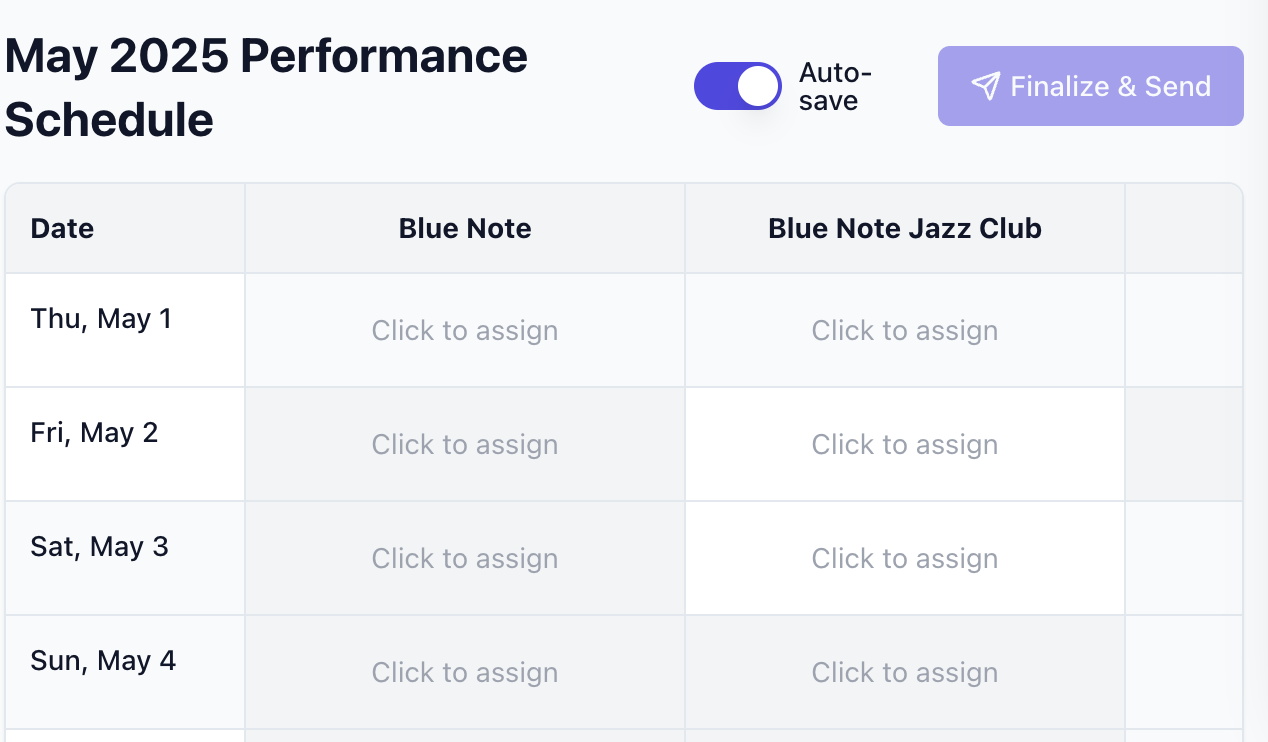 May 2025 Performance
Schedule
Auto-
save
Finalize & Send
Date
Blue Note
Blue Note Jazz Club
Thu, May 1
Click to assign
Click to assign
Fri, May 2
Click to assign
Click to assign
Sat, May 3
Click to assign
Click to assign
Sun, May 4
Click to assign
Click to assign